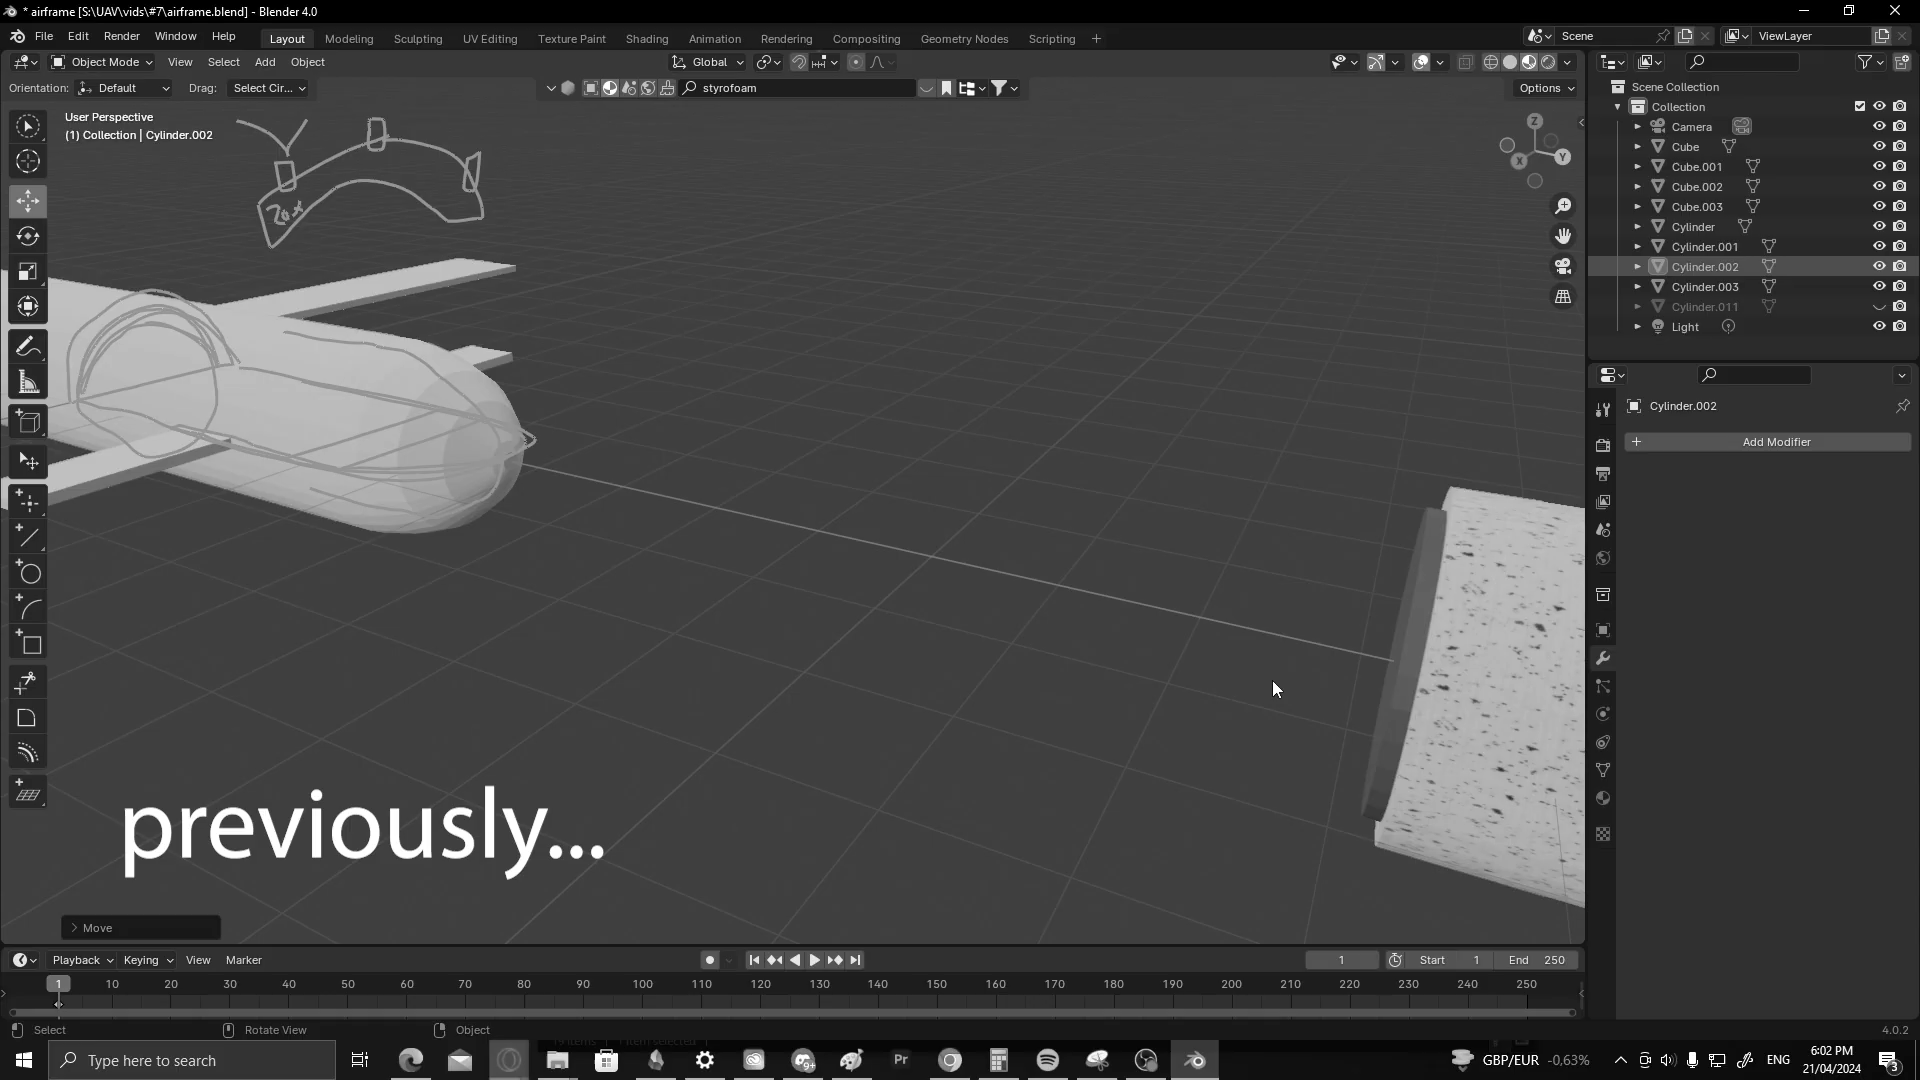 * airframe [S:\UAV\vids\#7\airframe.blend] - Blender 4.0
File Edit Render Window Help
Layout Modeling Sculpting UV Editing Texture Paint Shading Animation Rendering Compositing Geometry Nodes Scripting +
Scene
ViewLayer
Object Mode View Select Add Object
Global
Orientation: Default Drag: Select Cir...
styrofoam
Options
User Perspective
(1) Collection | Cylinder.002
20x
Z
X
Y
Scene Collection
Collection
Camera
Cube
Cube.001
Cube.002
Cube.003
Cylinder
Cylinder.001
Cylinder.002
Cylinder.003
Cylinder.011
Light
Cylinder.002
+ Add Modifier
previously...
> Move
Playback Keying View Marker
1
Start 1
End 250
1 10 20 30 40 50 60 70 80 90 100 110 120 130 140 150 160 170 180 190 200 210 220 230 240 250
Select
Rotate View
Object
4.0.2
Type here to search
9+
Pr
GBP/EUR -0,63%
ENG
6:02 PM
21/04/2024
3